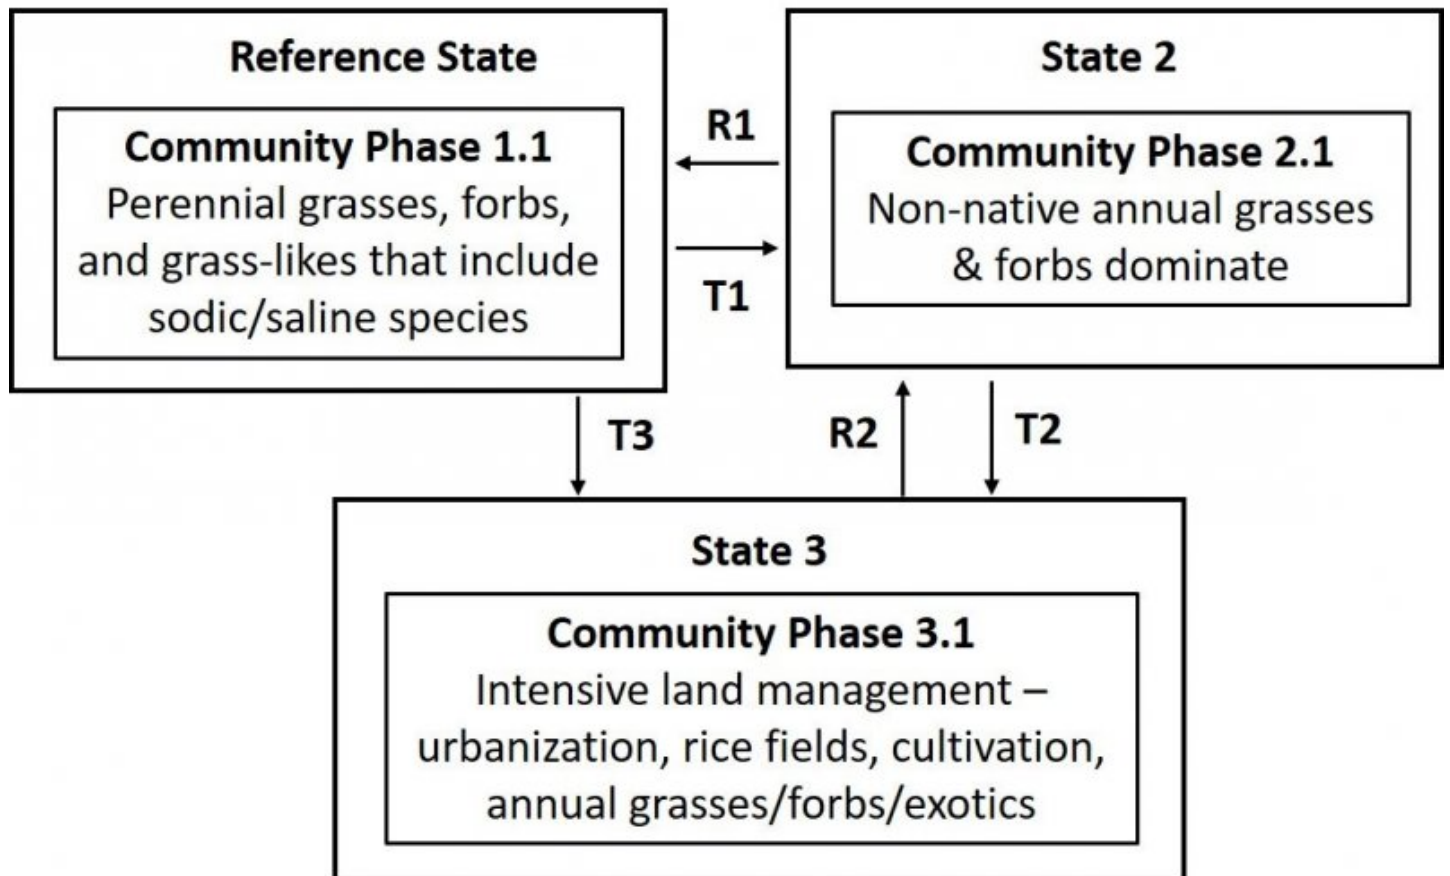 Reference State
Community Phase 1.1
Perennial grasses, forbs,
and grass-likes that include
sodic/saline species
R1
T1
State 2
Community Phase 2.1
Non-native annual grasses
& forbs dominate
T3
R2
T2
State 3
Community Phase 3.1
Intensive land management –
urbanization, rice fields, cultivation,
annual grasses/forbs/exotics